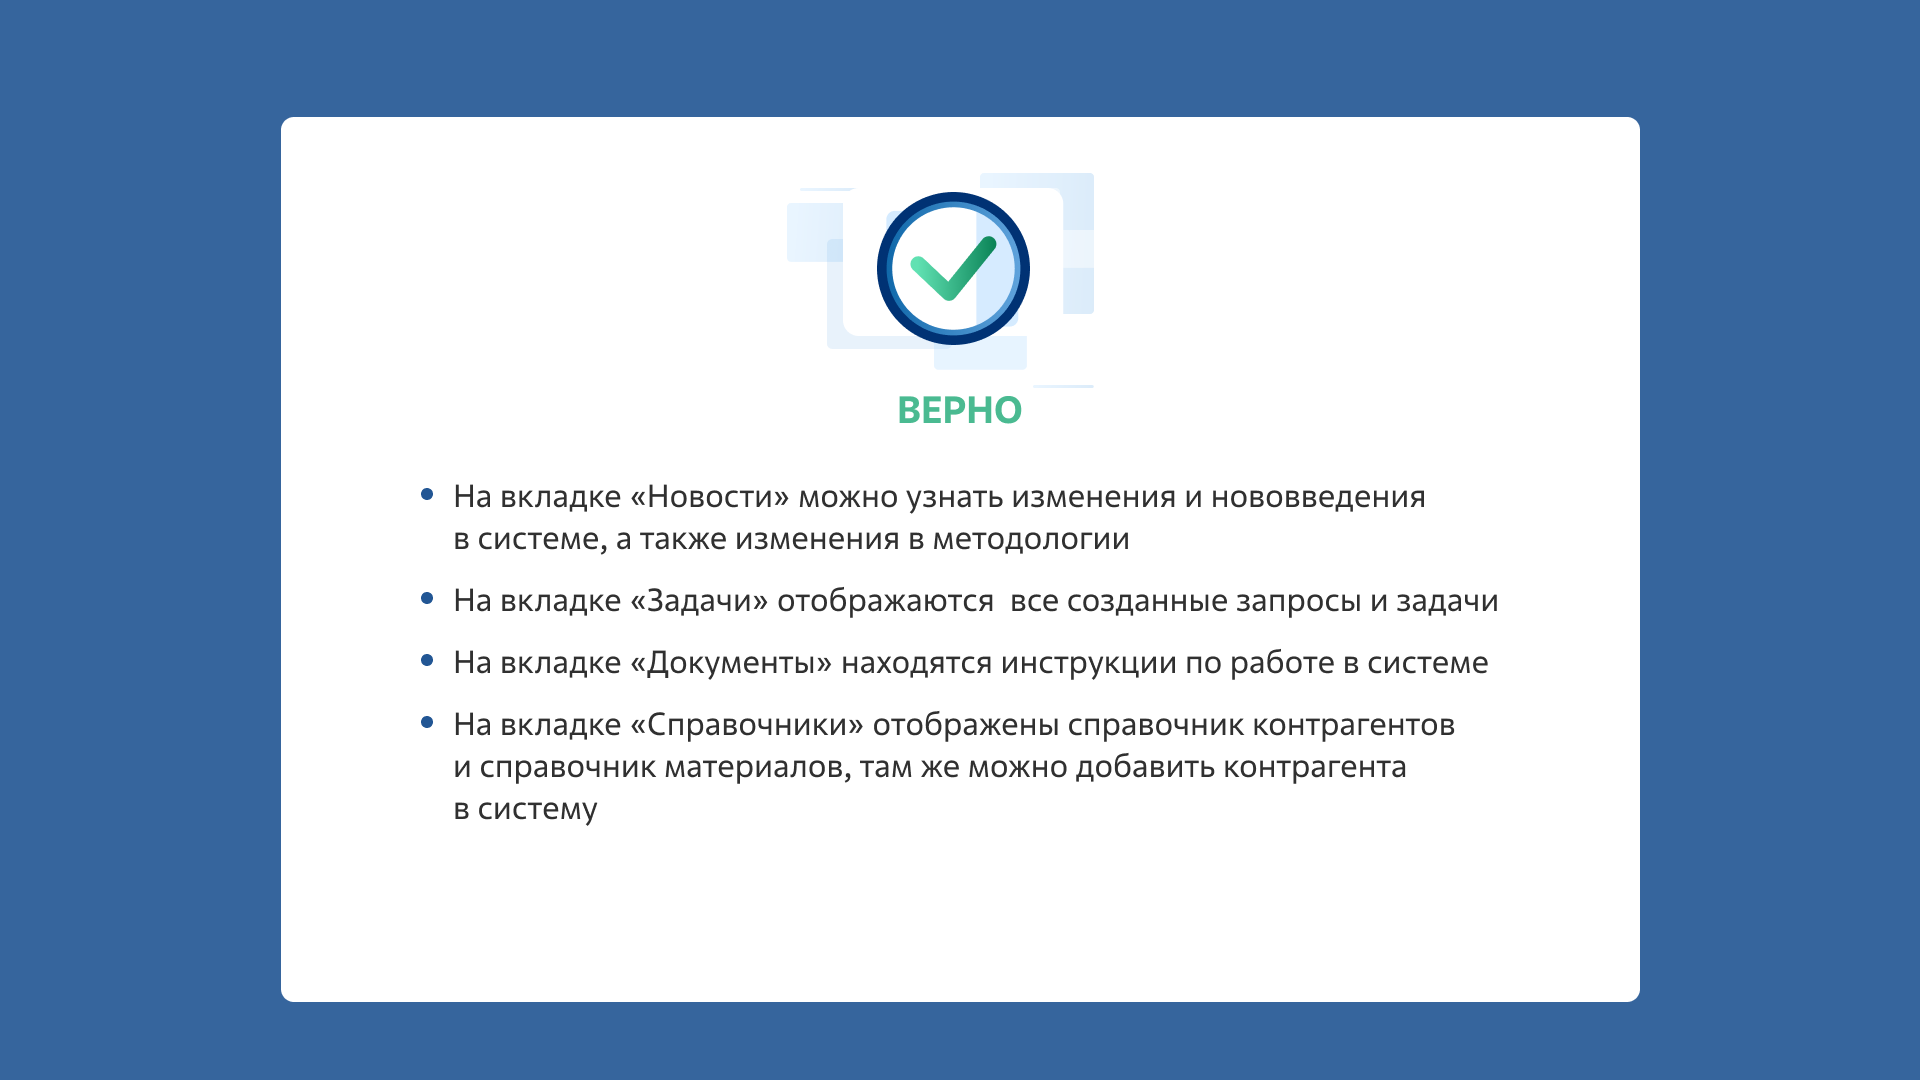 ВЕРНО
• На вкладке «Новости» можно узнать изменения и нововведения
в системе, а также изменения в методологии
• На вкладке «Задачи» отображаются  все созданные запросы и задачи
• На вкладке «Документы» находятся инструкции по работе в системе
• На вкладке «Справочники» отображены справочник контрагентов
и справочник материалов, там же можно добавить контрагента
в систему